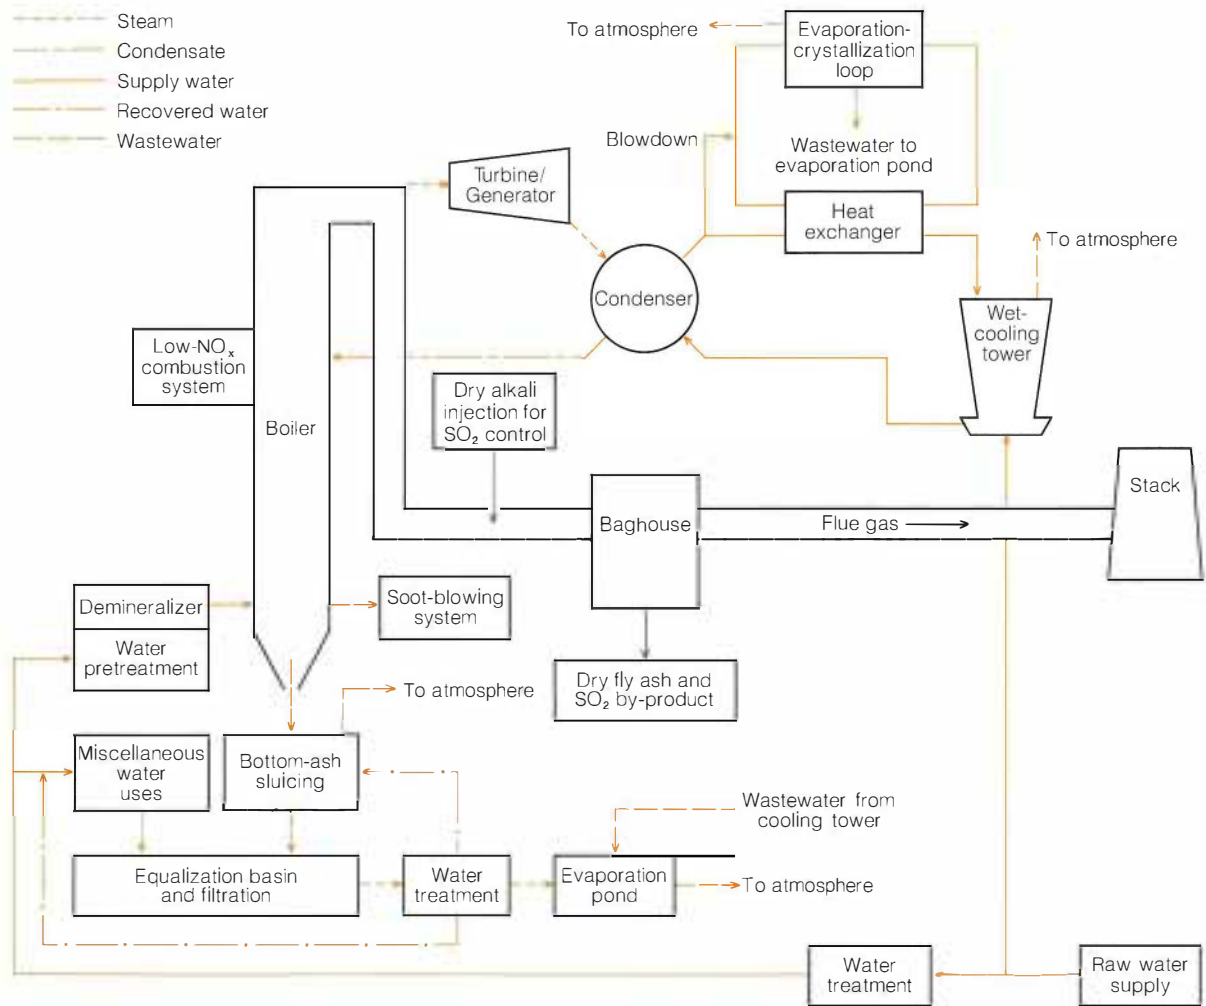 Steam
Condensate
Supply water
Recovered water
Wastewater
To atmosphere
Evaporation-
crystallization
loop
Blowdown
Wastewater to
evaporation pond
Turbine/
Generator
Heat
exchanger
To atmosphere
Condenser
Wet-
cooling
tower
Low-NOₓ
combustion
system
Dry alkali
injection for
SO₂ control
Boiler
Stack
Baghouse
Flue gas
Demineralizer
Water
pretreatment
Soot-blowing
system
Dry fly ash and
SO₂ by-product
To atmosphere
Miscellaneous
water
uses
Bottom-ash
sluicing
Wastewater from
cooling tower
Equalization basin
and filtration
Water
treatment
Evaporation
pond
To atmosphere
Water
treatment
Raw water
supply